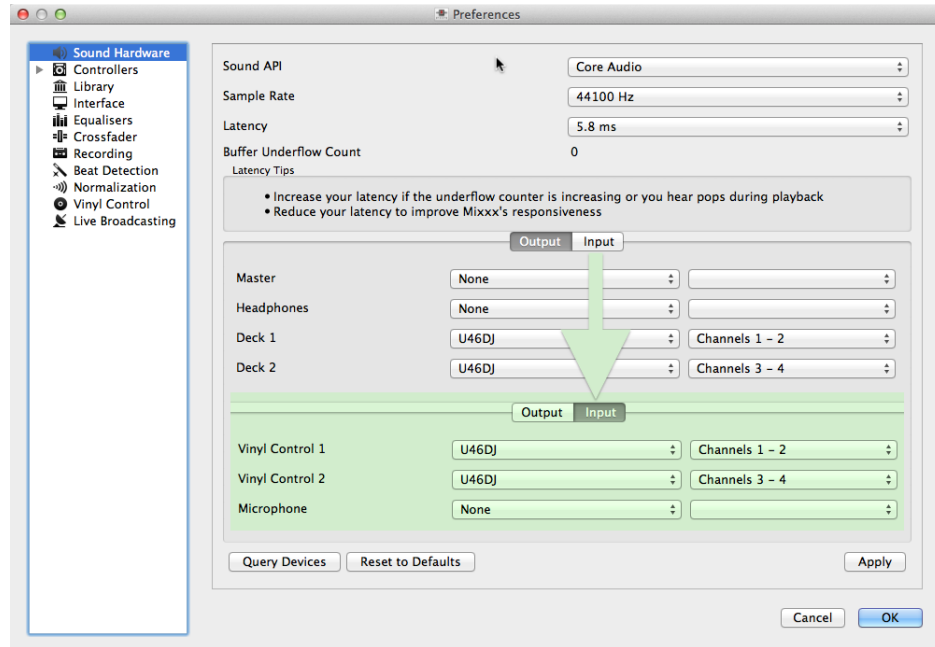 Preferences
Sound Hardware
Controllers
Library
Interface
Equalisers
Crossfader
Recording
Beat Detection
Normalization
Vinyl Control
Live Broadcasting
Sound API Core Audio
Sample Rate 44100 Hz
Latency 5.8 ms
Buffer Underflow Count 0
Latency Tips
• Increase your latency if the underflow counter is increasing or you hear pops during playback
• Reduce your latency to improve Mixxx's responsiveness
Output Input
Master None
Headphones None
Deck 1 U46DJ Channels 1 – 2
Deck 2 U46DJ Channels 3 – 4
Output Input
Vinyl Control 1 U46DJ Channels 1 – 2
Vinyl Control 2 U46DJ Channels 3 – 4
Microphone None
Query Devices Reset to Defaults Apply
Cancel OK